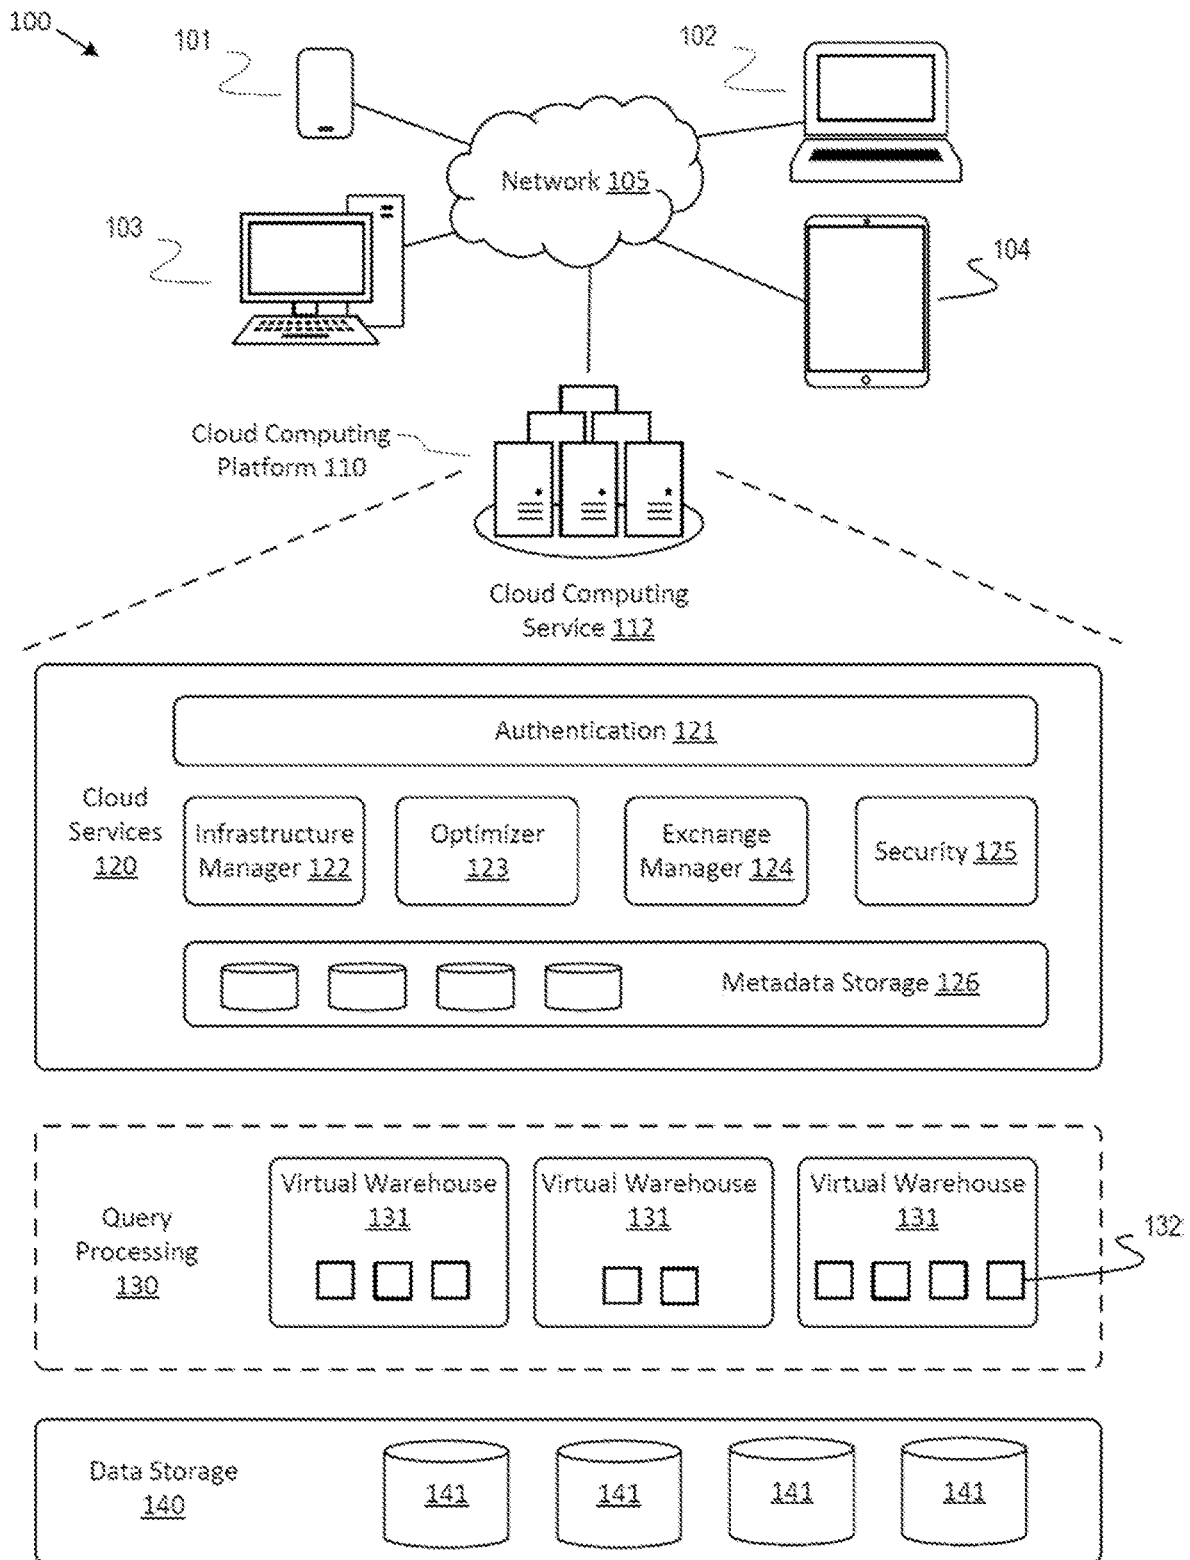 100
101
102
Network 105
103
104
Cloud Computing
Platform 110
Cloud Computing
Service 112
Authentication 121
Cloud
Services
120
Infrastructure
Manager 122
Optimizer
123
Exchange
Manager 124
Security 125
Metadata Storage 126
Query
Processing
130
Virtual Warehouse
131
Virtual Warehouse
131
Virtual Warehouse
131
132
Data Storage
140
141
141
141
141